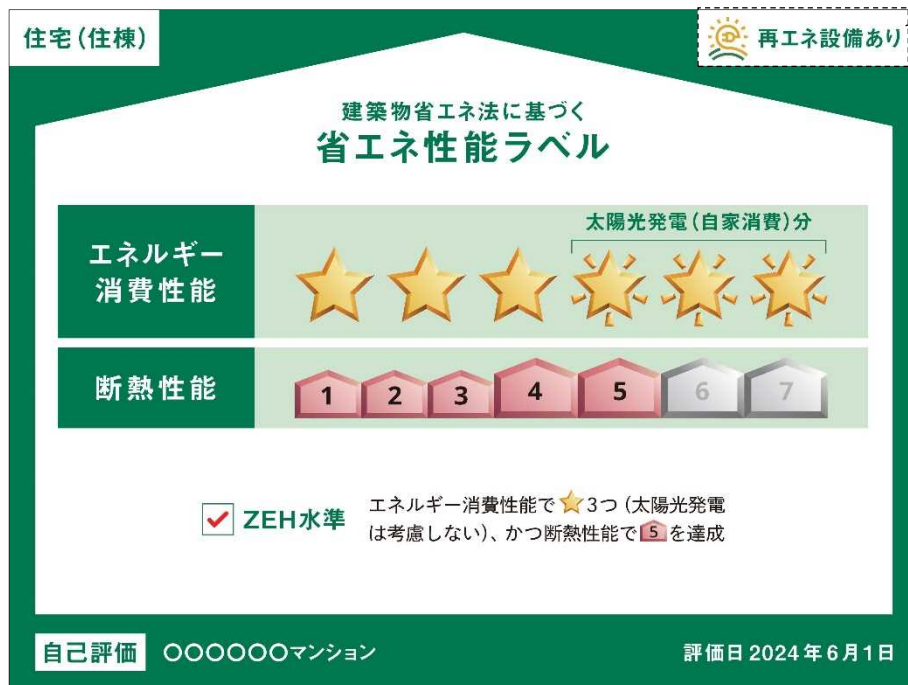 住宅(住棟)
再エネ設備あり
建築物省エネ法に基づく
省エネ性能ラベル
太陽光発電(自家消費)分
エネルギー
消費性能
断熱性能
1 2 3 4 5 6 7
ZEH水準
エネルギー消費性能で⭐3つ(太陽光発電
は考慮しない)、かつ断熱性能で5を達成
自己評価
〇〇〇〇〇〇マンション
評価日2024年6月1日